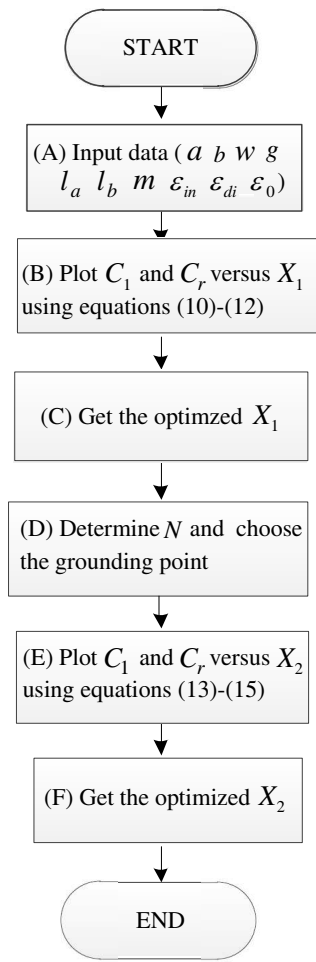 START
(A) Input data ( a b w g
l_a l_b m ε_in ε_di ε_0 )
(B) Plot C_1 and C_r versus X_1
using equations (10)-(12)
(C) Get the optimzed X_1
(D) Determine N and choose
the grounding point
(E) Plot C_1 and C_r versus X_2
using equations (13)-(15)
(F) Get the optimized X_2
END